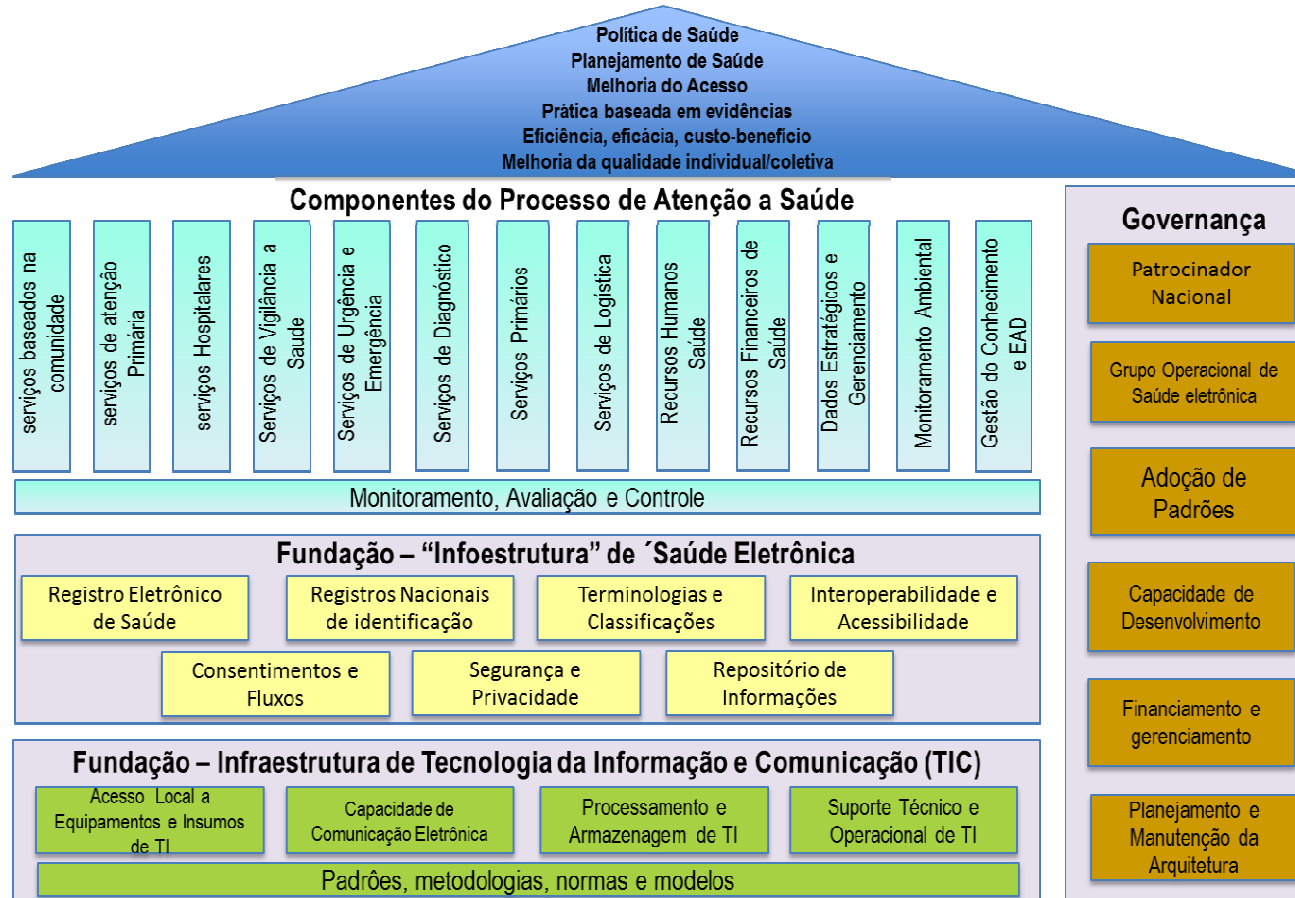 Política de Saúde
Planejamento de Saúde
Melhoria do Acesso
Prática baseada em evidências
Eficiência, eficácia, custo-benefício
Melhoria da qualidade individual/coletiva
Componentes do Processo de Atenção a Saúde
serviços baseados na
comunidade
serviços de atenção
Primária
serviços Hospitalares
Serviços de Vigilância a
Saude
Serviços de Urgência e
Emergência
Serviços de Diagnóstico
Serviços Primários
Serviços de Logística
Recursos Humanos
Saúde
Recursos Financeiros de
Saúde
Dados Estratégicos e
Gerenciamento
Monitoramento Ambiental
Gestão do Conhecimento
e EAD
Monitoramento, Avaliação e Controle
Fundação – “Infoestrutura” de ´Saúde Eletrônica
Registro Eletrônico
de Saúde
Registros Nacionais
de identificação
Terminologias e
Classificações
Interoperabilidade e
Acessibilidade
Consentimentos e
Fluxos
Segurança e
Privacidade
Repositório de
Informações
Fundação – Infraestrutura de Tecnologia da Informação e Comunicação (TIC)
Acesso Local a
Equipamentos e Insumos
de TI
Capacidade de
Comunicação Eletrônica
Processamento e
Armazenagem de TI
Suporte Técnico e
Operacional de TI
Padrões, metodologias, normas e modelos
Governança
Patrocinador
Nacional
Grupo Operacional de
Saúde eletrônica
Adoção de
Padrões
Capacidade de
Desenvolvimento
Financiamento e
gerenciamento
Planejamento e
Manutenção da
Arquitetura